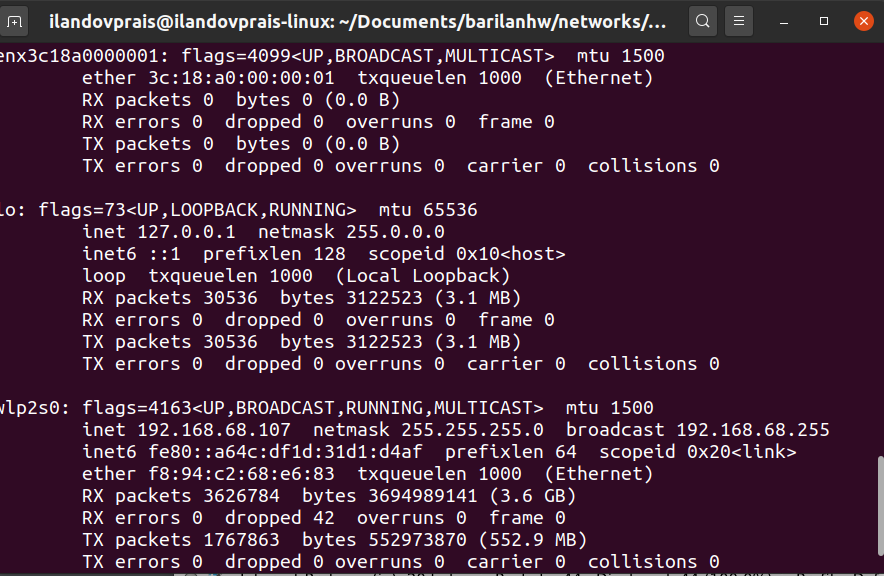 ilandovprais@ilandovprais-linux: ~/Documents/barilanhw/networks/...
enx3c18a0000001: flags=4099<UP,BROADCAST,MULTICAST>  mtu 1500
ether 3c:18:a0:00:00:01  txqueuelen 1000  (Ethernet)
RX packets 0  bytes 0 (0.0 B)
RX errors 0  dropped 0  overruns 0  frame 0
TX packets 0  bytes 0 (0.0 B)
TX errors 0  dropped 0 overruns 0  carrier 0  collisions 0
lo: flags=73<UP,LOOPBACK,RUNNING>  mtu 65536
inet 127.0.0.1  netmask 255.0.0.0
inet6 ::1  prefixlen 128  scopeid 0x10<host>
loop  txqueuelen 1000  (Local Loopback)
RX packets 30536  bytes 3122523 (3.1 MB)
RX errors 0  dropped 0  overruns 0  frame 0
TX packets 30536  bytes 3122523 (3.1 MB)
TX errors 0  dropped 0 overruns 0  carrier 0  collisions 0
wlp2s0: flags=4163<UP,BROADCAST,RUNNING,MULTICAST>  mtu 1500
inet 192.168.68.107  netmask 255.255.255.0  broadcast 192.168.68.255
inet6 fe80::a64c:df1d:31d1:d4af  prefixlen 64  scopeid 0x20<link>
ether f8:94:c2:68:e6:83  txqueuelen 1000  (Ethernet)
RX packets 3626784  bytes 3694989141 (3.6 GB)
RX errors 0  dropped 42  overruns 0  frame 0
TX packets 1767863  bytes 552973870 (552.9 MB)
TX errors 0  dropped 0 overruns 0  carrier 0  collisions 0